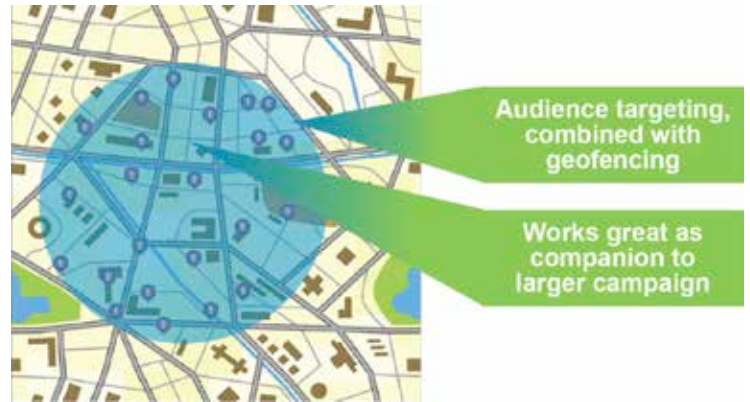 Audience targeting,
combined with
geofencing
Works great as
companion to
larger campaign